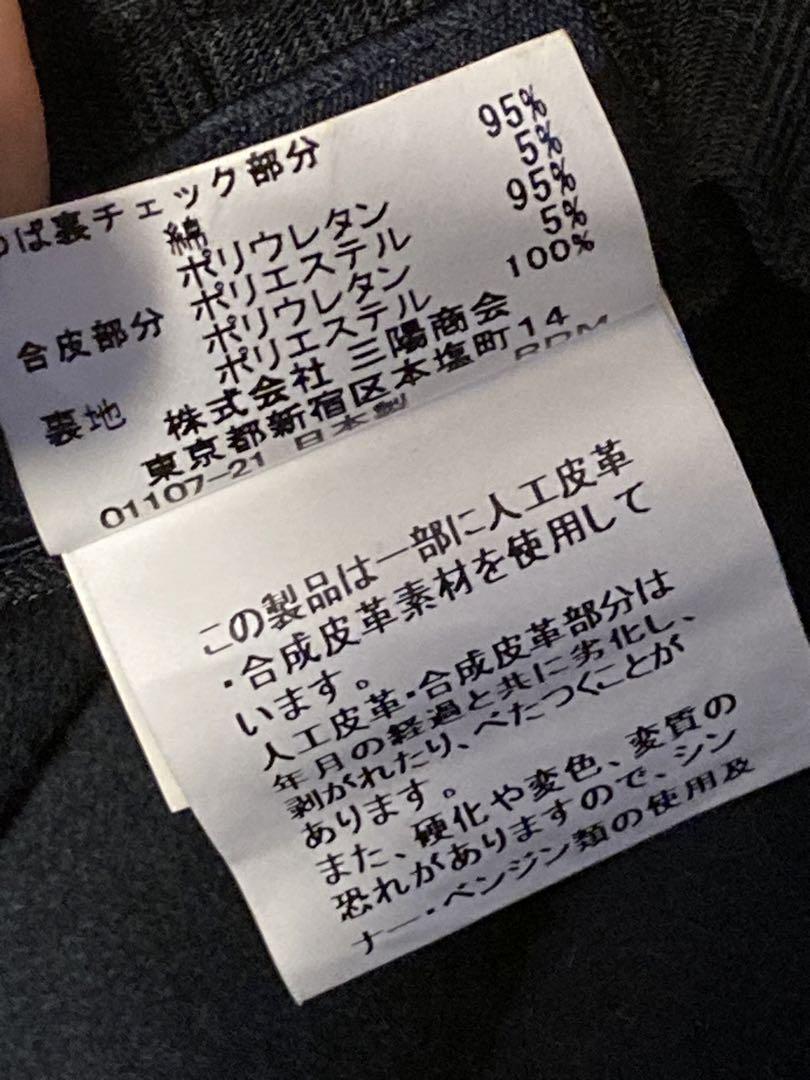 ぱ裏チェック部分
綿 95%
ポリウレタン 5%
合皮部分 ポリエステル 95%
ポリウレタン 5%
裏地 ポリエステル 100%
株式会社 三陽商会
東京都新宿区本塩町14
01107-21 日本製
この製品は一部に人工皮革
・合成皮革素材を使用して
います。
人工皮革・合成皮革部分は
年月の経過と共に劣化し、
剥がれたり、べたつくことが
あります。
また、硬化や変色、変質の
恐れがありますので、シン
ナー・ベンジン類の使用及